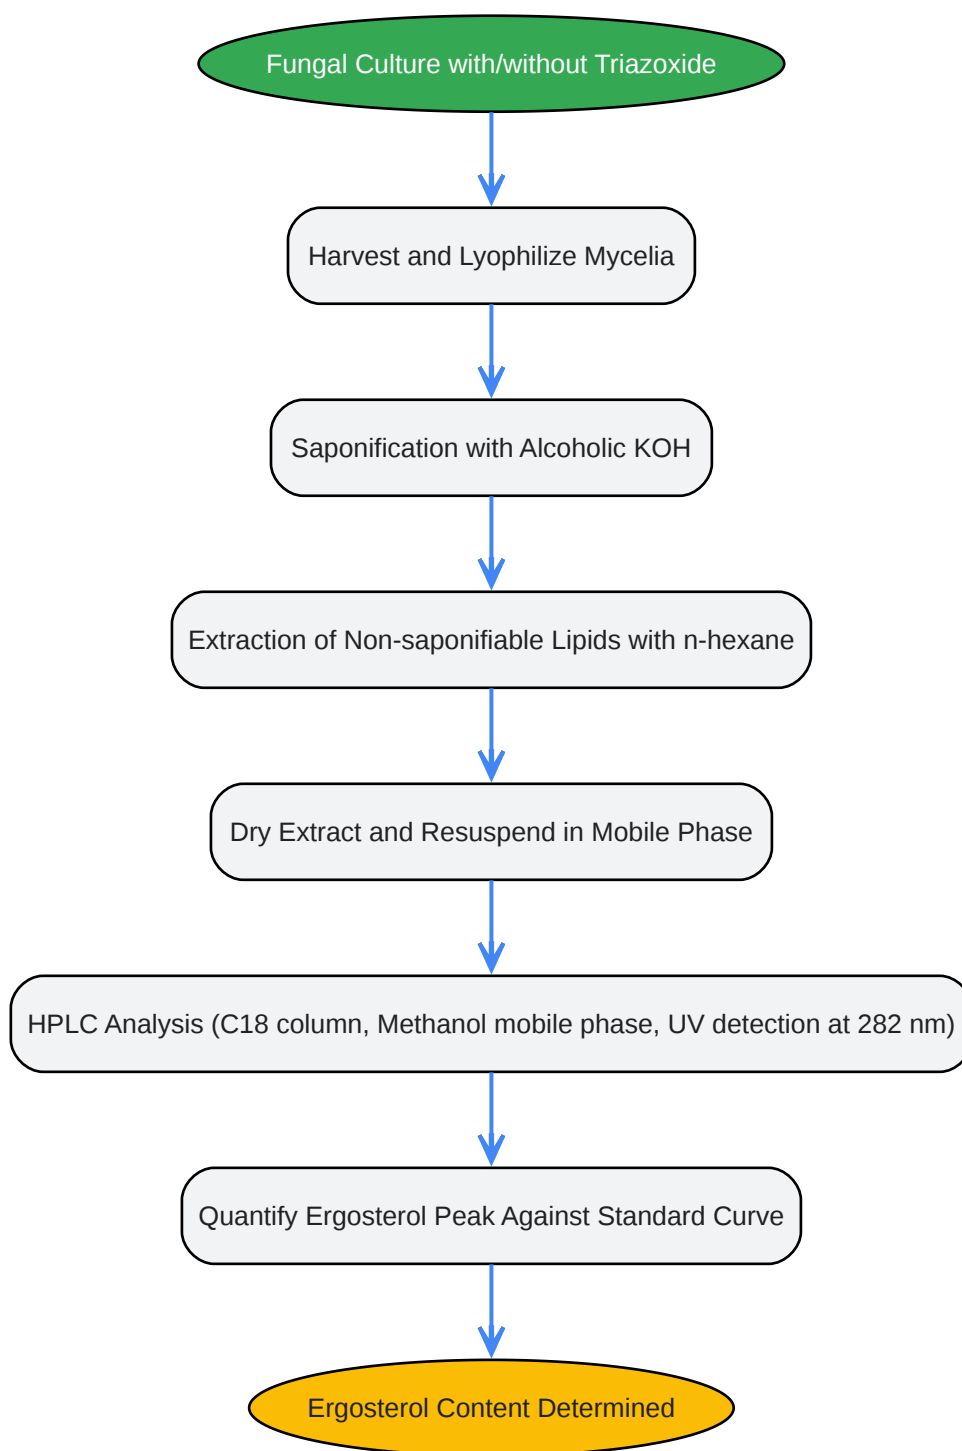 Fungal Culture with/without Triazoxide
Harvest and Lyophilize Mycelia
Saponification with Alcoholic KOH
Extraction of Non-saponifiable Lipids with n-hexane
Dry Extract and Resuspend in Mobile Phase
HPLC Analysis (C18 column, Methanol mobile phase, UV detection at 282 nm)
Quantify Ergosterol Peak Against Standard Curve
Ergosterol Content Determined